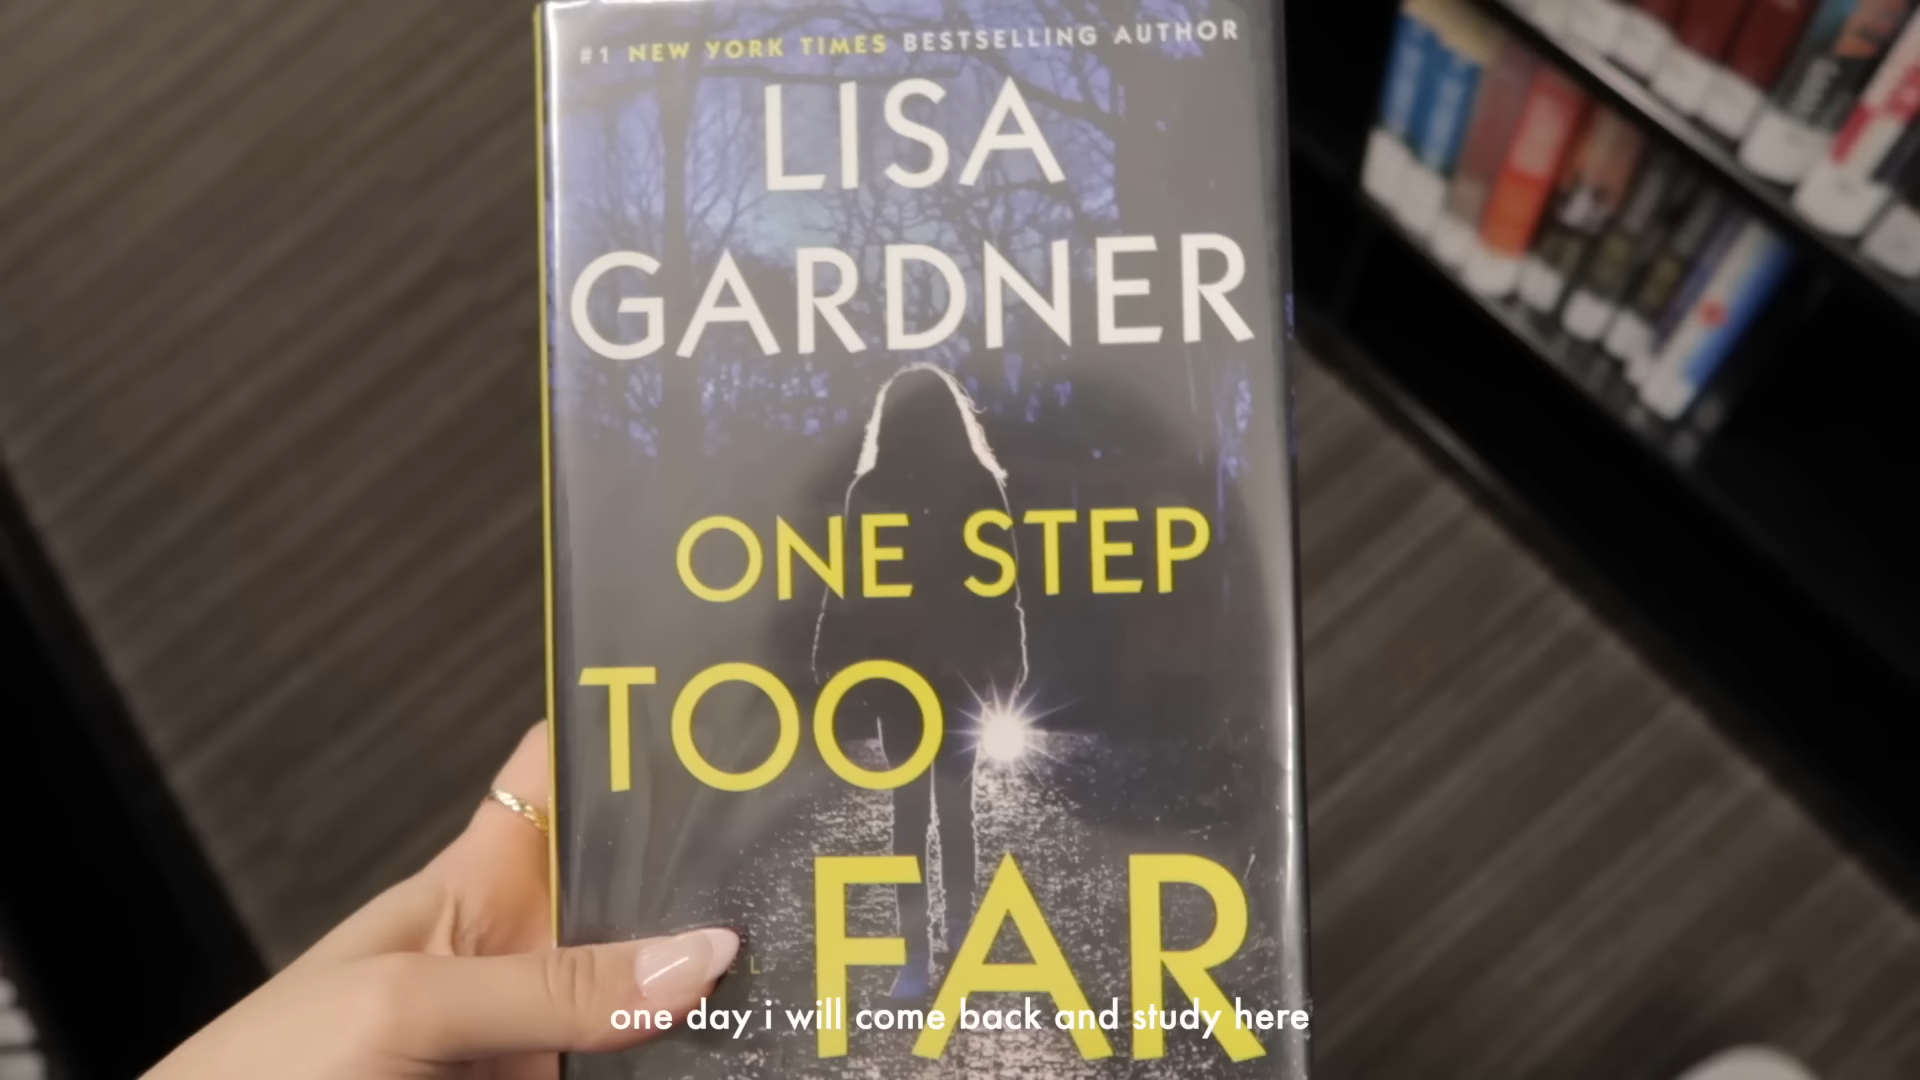 #1 NEW YORK TIMES BESTSELLING AUTHOR
LISA
GARDNER
ONE STEP
TOO
FAR
one day i will come back and study here